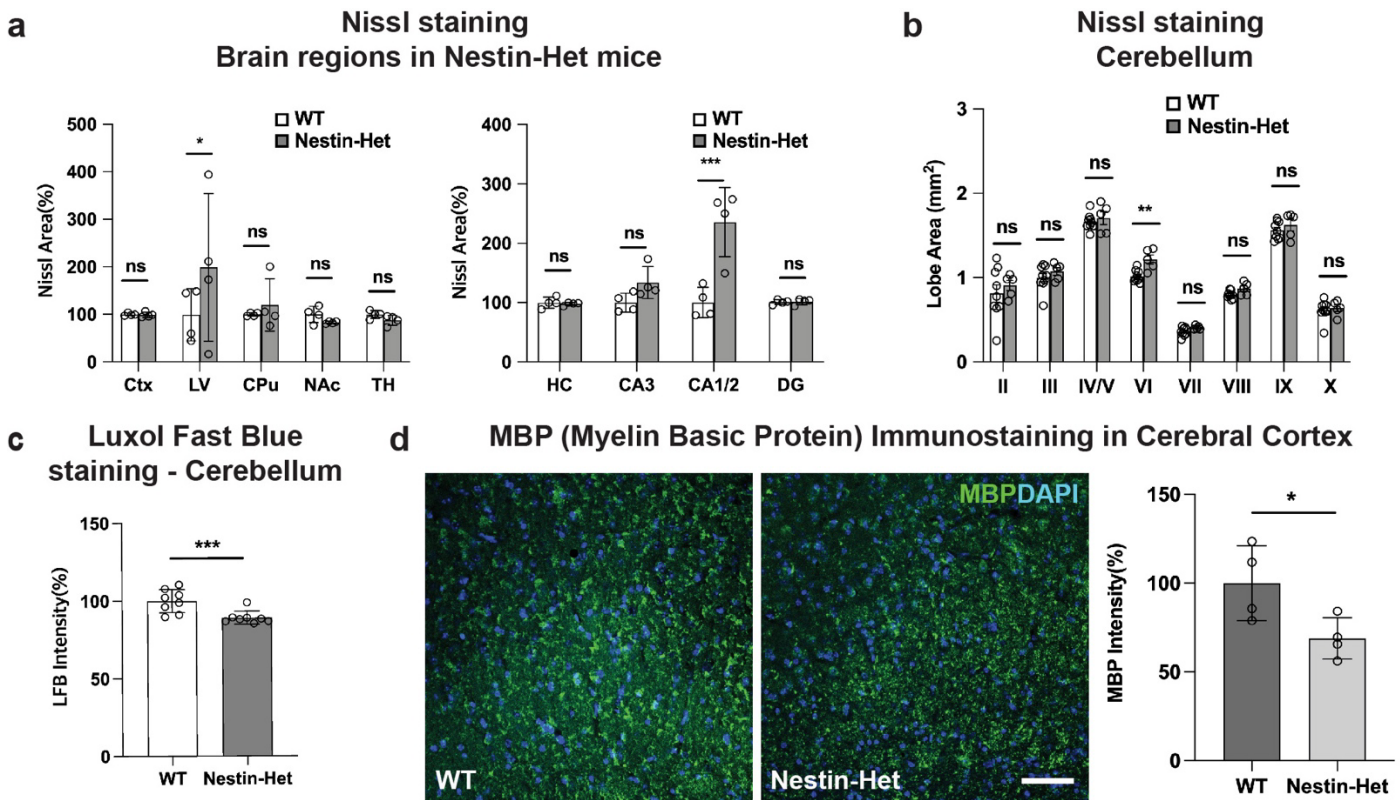 a
Nissl staining
Brain regions in Nestin-Het mice
WT
Nestin-Het
Nissl Area(%)
500
400
300
200
100
0
ns
*
ns
ns
ns
Ctx LV CPu NAc TH
WT
Nestin-Het
Nissl Area(%)
400
300
200
100
0
ns
ns
***
ns
HC CA3 CA1/2 DG
b
Nissl staining
Cerebellum
WT
Nestin-Het
Lobe Area (mm²)
3
2
1
0
ns
ns
ns
**
ns
ns
ns
ns
II III IV/V VI VII VIII IX X
c
Luxol Fast Blue
staining - Cerebellum
LFB Intensity(%)
150
100
50
0
***
WT Nestin-Het
d
MBP (Myelin Basic Protein) Immunostaining in Cerebral Cortex
MBPDAPI
WT
Nestin-Het
MBP Intensity(%)
150
100
50
0
*
WT Nestin-Het